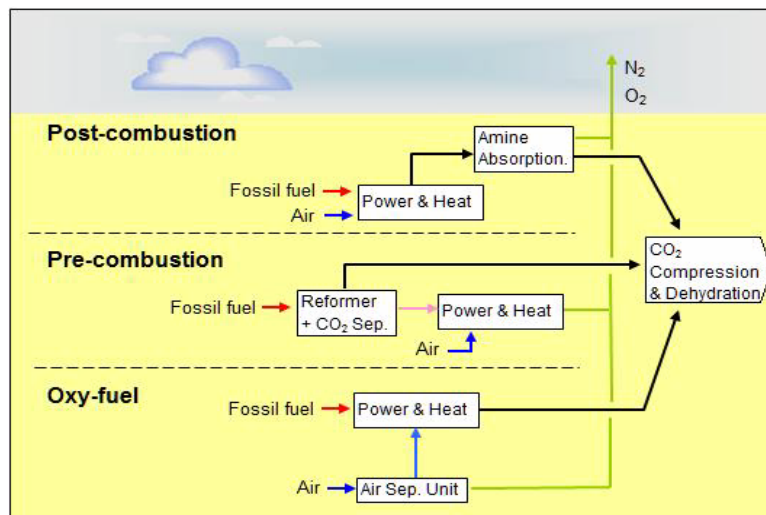 N₂
O₂
Post-combustion
Amine
Absorption.
Fossil fuel
Air
Power & Heat
CO₂
Compression
& Dehydration
Pre-combustion
Fossil fuel
Reformer
+ CO₂ Sep.
Power & Heat
Air
Oxy-fuel
Fossil fuel
Power & Heat
Air
Air Sep. Unit